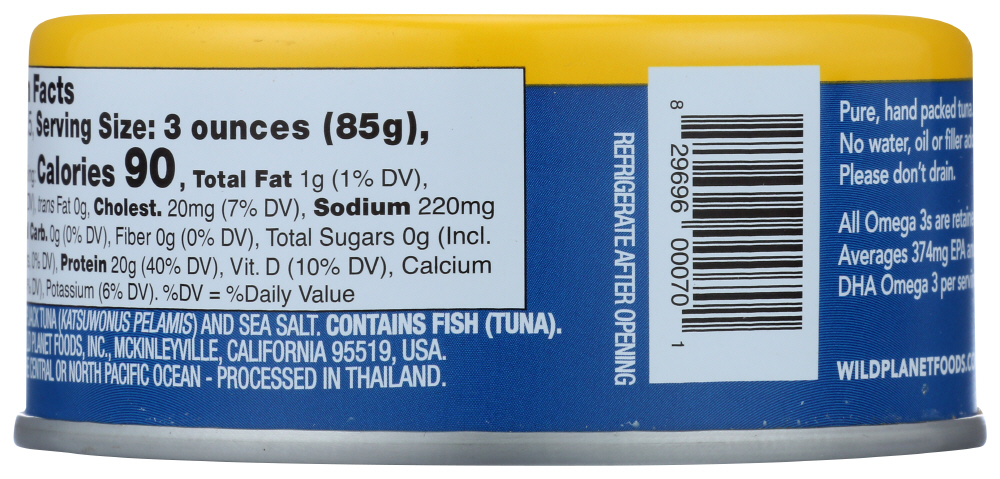 Facts
Serving Size: 3 ounces (85g),
Calories 90, Total Fat 1g (1% DV),
trans Fat 0g, Cholest. 20mg (7% DV), Sodium 220mg
Carb. 0g (0% DV), Fiber 0g (0% DV), Total Sugars 0g (Incl.
0% DV), Protein 20g (40% DV), Vit. D (10% DV), Calcium
DV), Potassium (6% DV). %DV = %Daily Value
TUNA (KATSUWONUS PELAMIS) AND SEA SALT. CONTAINS FISH (TUNA).
PLANET FOODS, INC., MCKINLEYVILLE, CALIFORNIA 95519, USA.
CENTRAL OR NORTH PACIFIC OCEAN - PROCESSED IN THAILAND.
REFRIGERATE AFTER OPENING
8 29696 00070 1
Pure, hand packed tuna.
No water, oil or filler
Please don't drain.
All Omega 3s are
Averages 374mg EPA
DHA Omega 3 per
WILDPLANETFOODS.